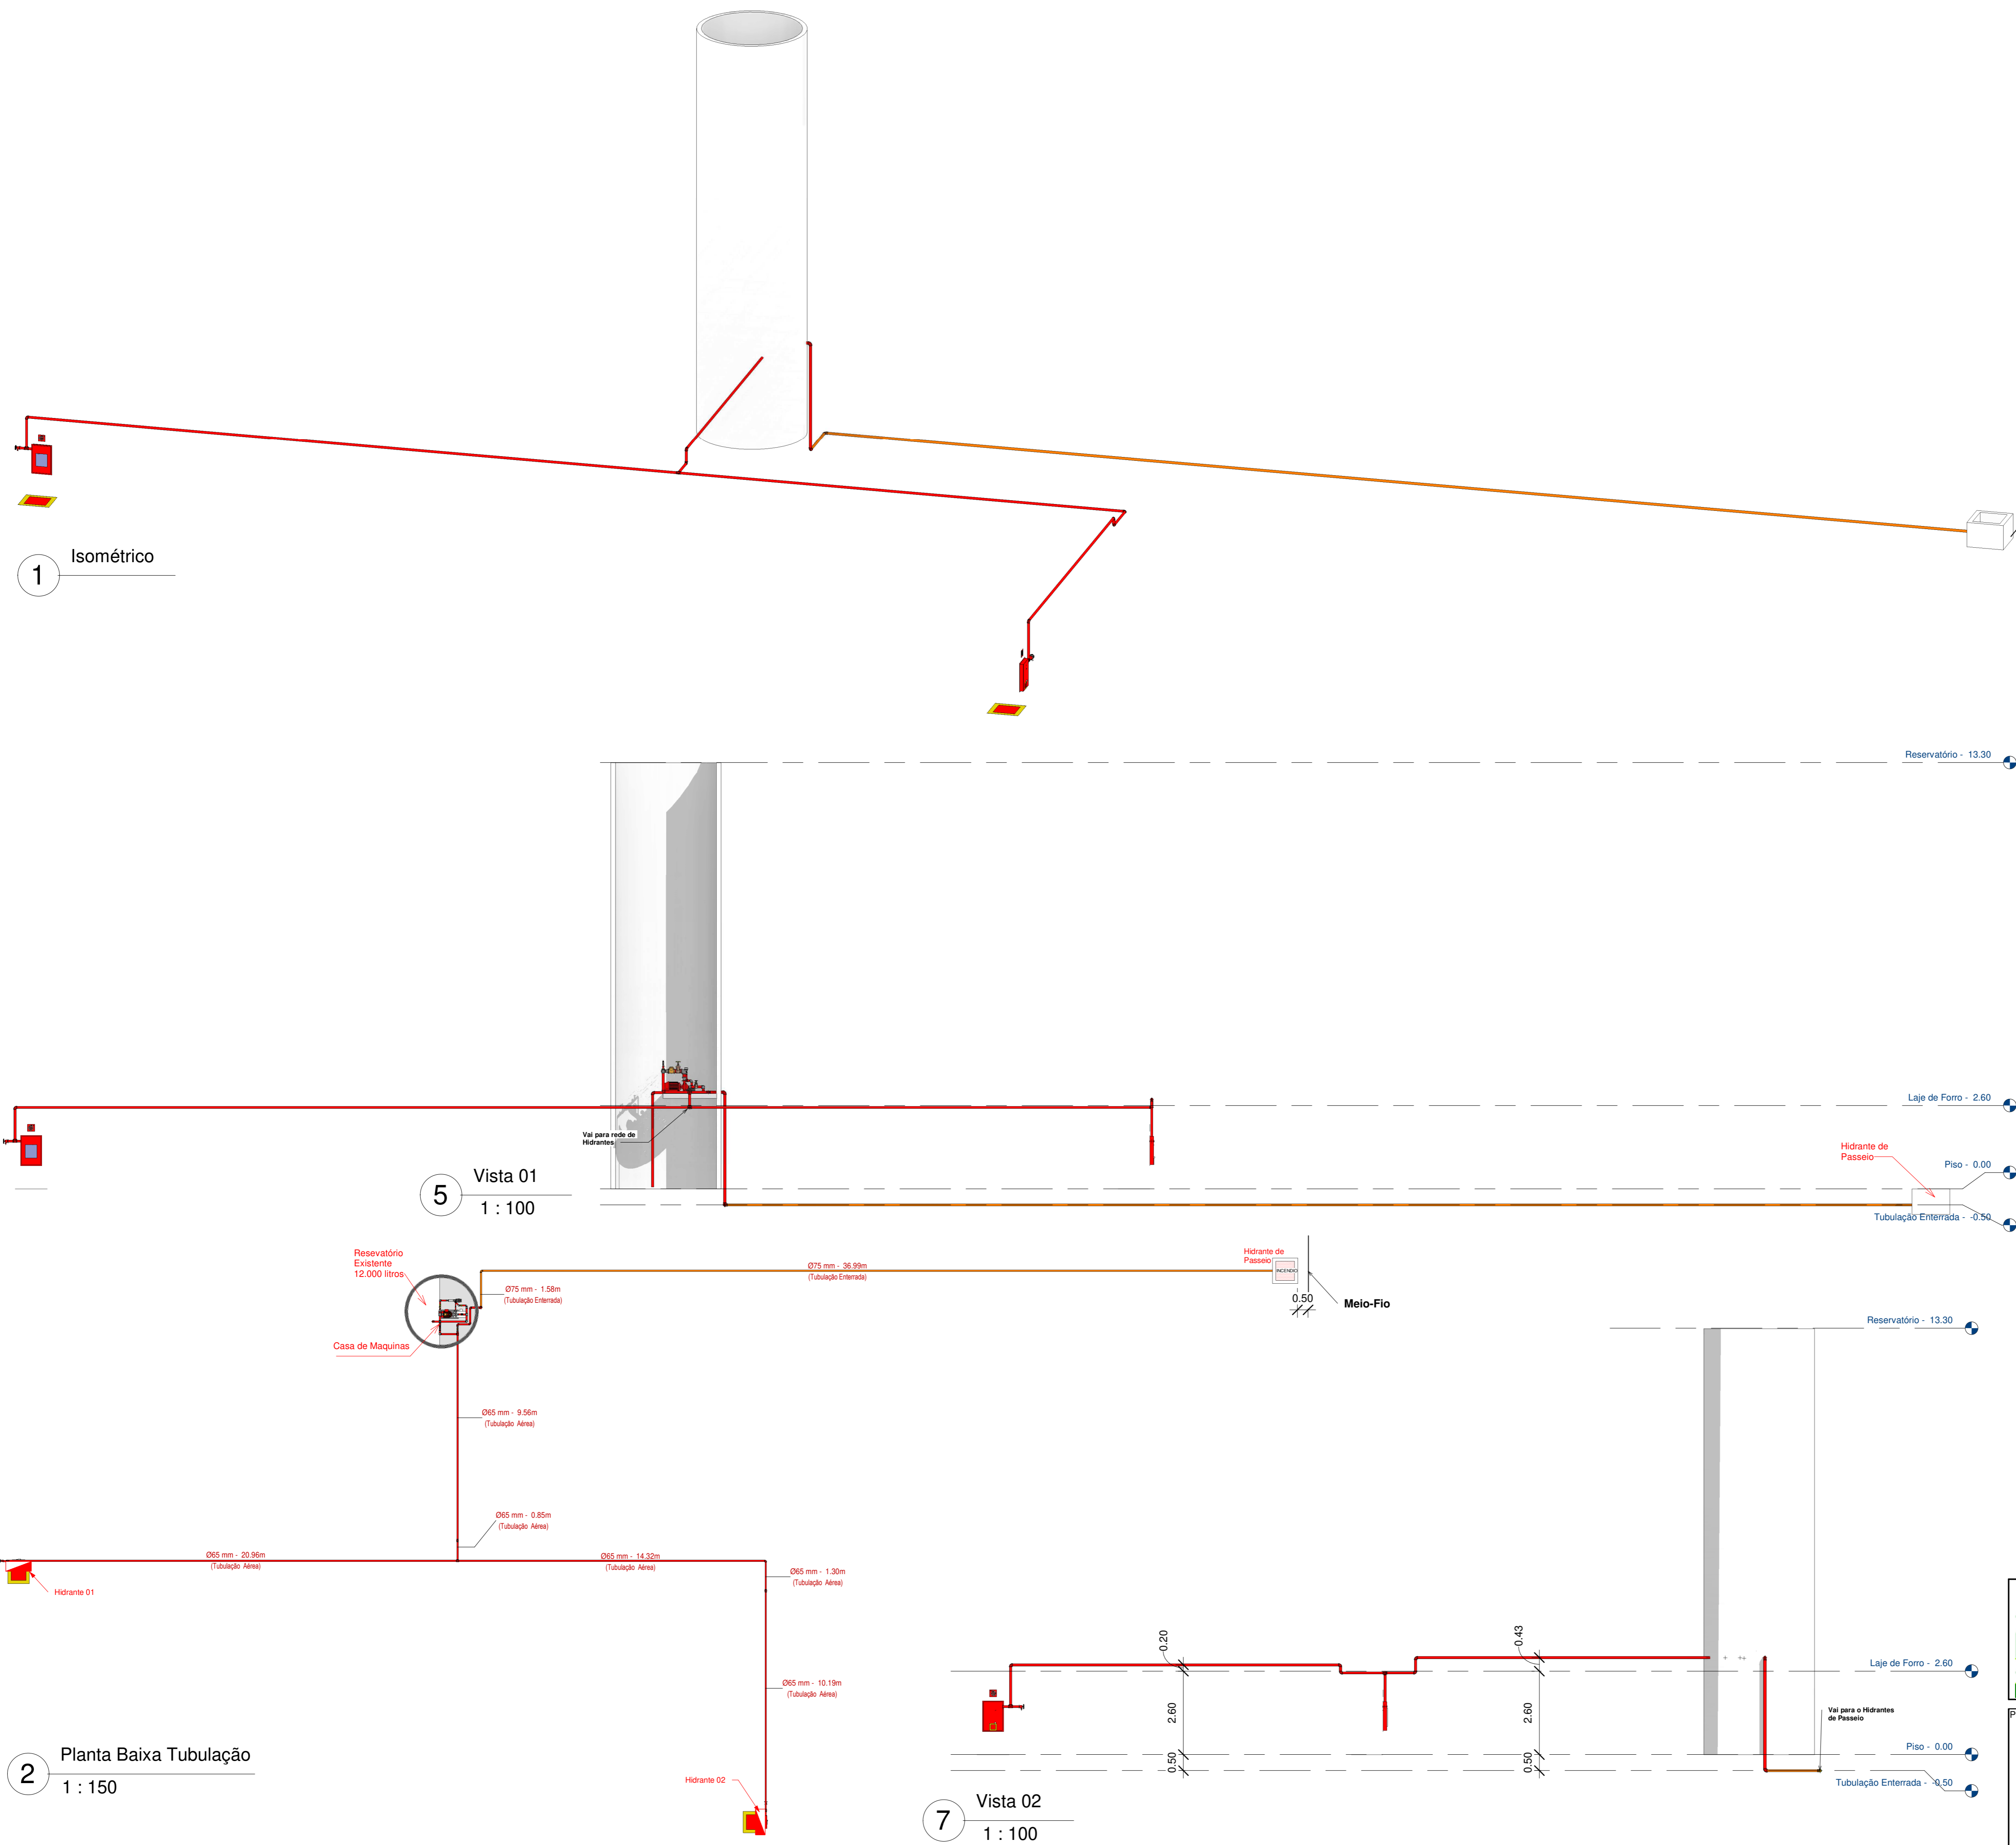 1
Isométrico
Reservatório - 13.30
Laje de Forro - 2.60
Vai para rede de
Hidrantes
Hidrante de
Passeio
Piso - 0.00
5
Vista 01
1 : 100
Tubulação Enterrada - -0.50
Resevatório
Existente
12.000 litros
Ø75 mm - 36.99m
(Tubulação Enterrada)
Hidrante de
Passeio
INCENDIO
Ø75 mm - 1.58m
(Tubulação Enterrada)
0.50
Meio-Fio
Casa de Maquinas
Reservatório - 13.30
Ø65 mm - 9.56m
(Tubulação Aérea)
Ø65 mm - 0.85m
(Tubulação Aérea)
Ø65 mm - 20.96m
(Tubulação Aérea)
Ø65 mm - 14.32m
(Tubulação Aérea)
Ø65 mm - 1.30m
(Tubulação Aérea)
Hidrante 01
0.20
0.43
Laje de Forro - 2.60
Ø65 mm - 10.19m
(Tubulação Aérea)
2.60
2.60
Vai para o Hidrantes
de Passeio
Piso - 0.00
0.50
0.50
Tubulação Enterrada - -0.50
2
Planta Baixa Tubulação
1 : 150
Hidrante 02
7
Vista 02
1 : 100
P